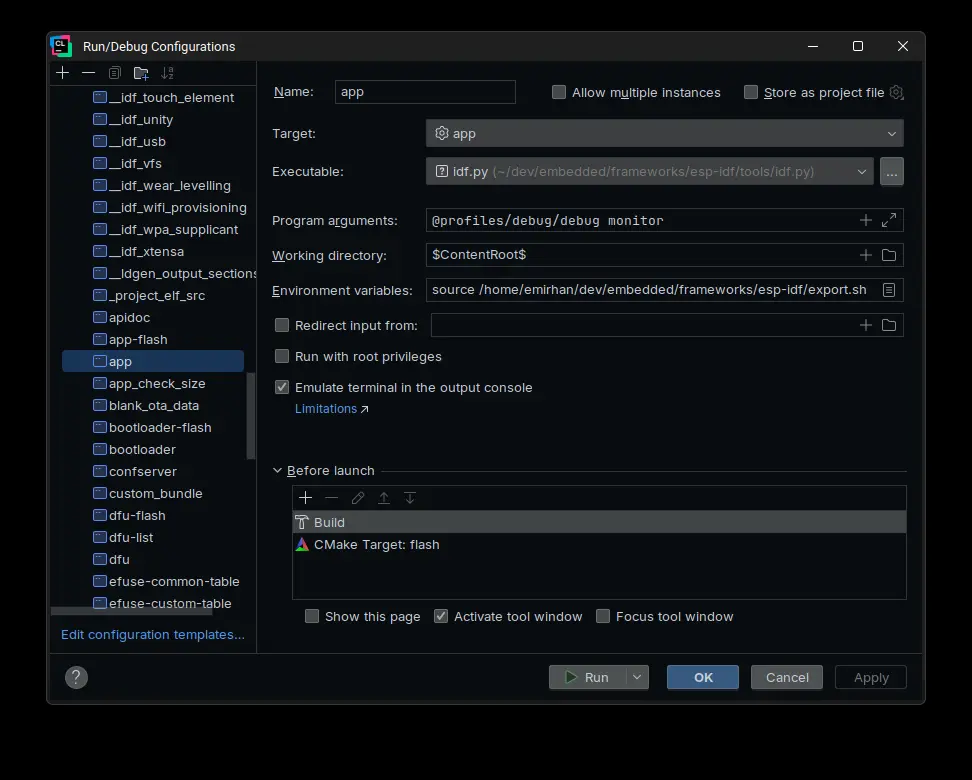 CL
Run/Debug Configurations
__idf_touch_element
__idf_unity
__idf_usb
__idf_vfs
__idf_wear_levelling
__idf_wifi_provisioning
__idf_wpa_supplicant
__idf_xtensa
__ldgen_output_sections
_project_elf_src
apidoc
app-flash
app
app_check_size
blank_ota_data
bootloader-flash
bootloader
confserver
custom_bundle
dfu-flash
dfu-list
dfu
efuse-common-table
efuse-custom-table
Edit configuration templates...
Name: app
Allow multiple instances
Store as project file
Target: app
Executable: idf.py (~/dev/embedded/frameworks/esp-idf/tools/idf.py) ...
Program arguments: @profiles/debug/debug monitor
Working directory: $ContentRoot$
Environment variables: source /home/emirhan/dev/embedded/frameworks/esp-idf/export.sh
Redirect input from:
Run with root privileges
Emulate terminal in the output console
Limitations ↗
Before launch
Build
CMake Target: flash
Show this page Activate tool window Focus tool window
? Run OK Cancel Apply